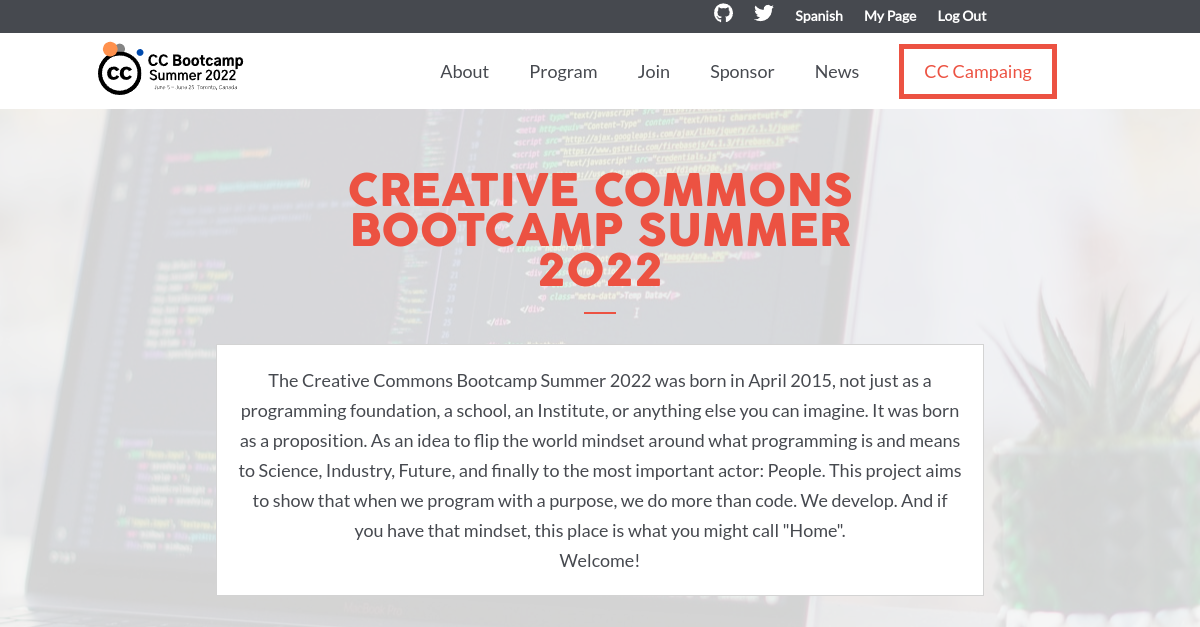 Spanish My Page Log Out
CC CC Bootcamp
Summer 2022
June 5 - June 25 Toronto, Canada
About Program Join Sponsor News CC Campaing
CREATIVE COMMONS
BOOTCAMP SUMMER
2022
The Creative Commons Bootcamp Summer 2022 was born in April 2015, not just as a
programming foundation, a school, an Institute, or anything else you can imagine. It was born
as a proposition. As an idea to flip the world mindset around what programming is and means
to Science, Industry, Future, and finally to the most important actor: People. This project aims
to show that when we program with a purpose, we do more than code. We develop. And if
you have that mindset, this place is what you might call "Home".
Welcome!